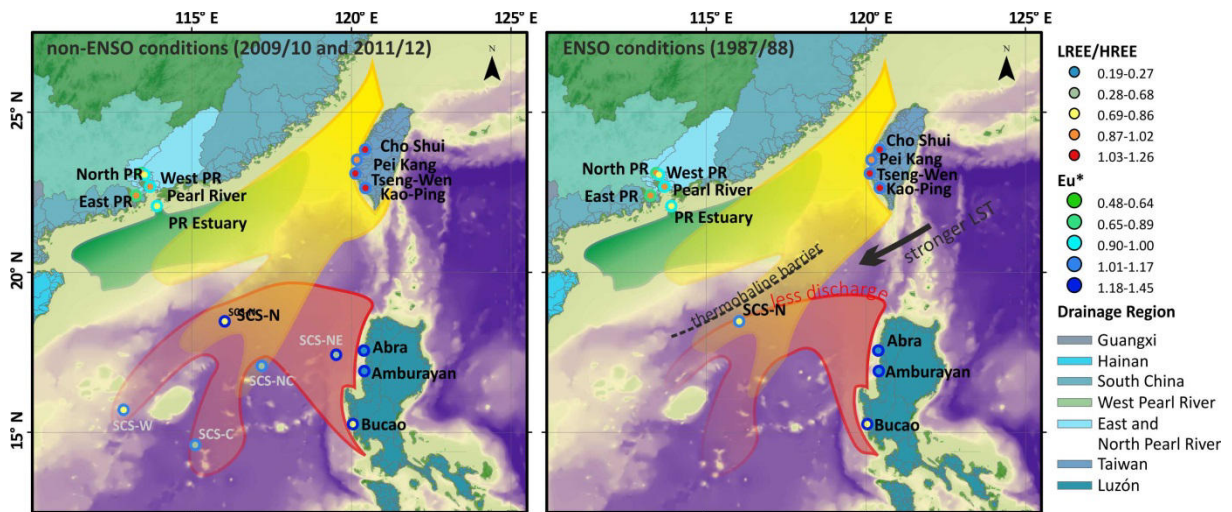 115° E
120° E
115° E
120° E
125° E
non-ENSO conditions (2009/10 and 2011/12)
N
25° N
20° N
15° N
Cho Shui
Pei Kang
Tseng-Wen
Kao-Ping
North PR
West PR
Pearl River
East PR
PR Estuary
SCS-N
SCS-NE
SCS-NC
SCS-W
SCS-C
Abra
Amburayan
Bucao
ENSO conditions (1987/88)
N
Cho Shui
Pei Kang
Tseng-Wen
Kao-Ping
North PR
West PR
Pearl River
East PR
PR Estuary
stronger LST
thermobaline barrier
less discharge
SCS-N
Abra
Amburayan
Bucao
LREE/HREE
0.19-0.27
0.28-0.68
0.69-0.86
0.87-1.02
1.03-1.26
Eu*
0.48-0.64
0.65-0.89
0.90-1.00
1.01-1.17
1.18-1.45
Drainage Region
Guangxi
Hainan
South China
West Pearl River
East and
North Pearl River
Taiwan
Luzón